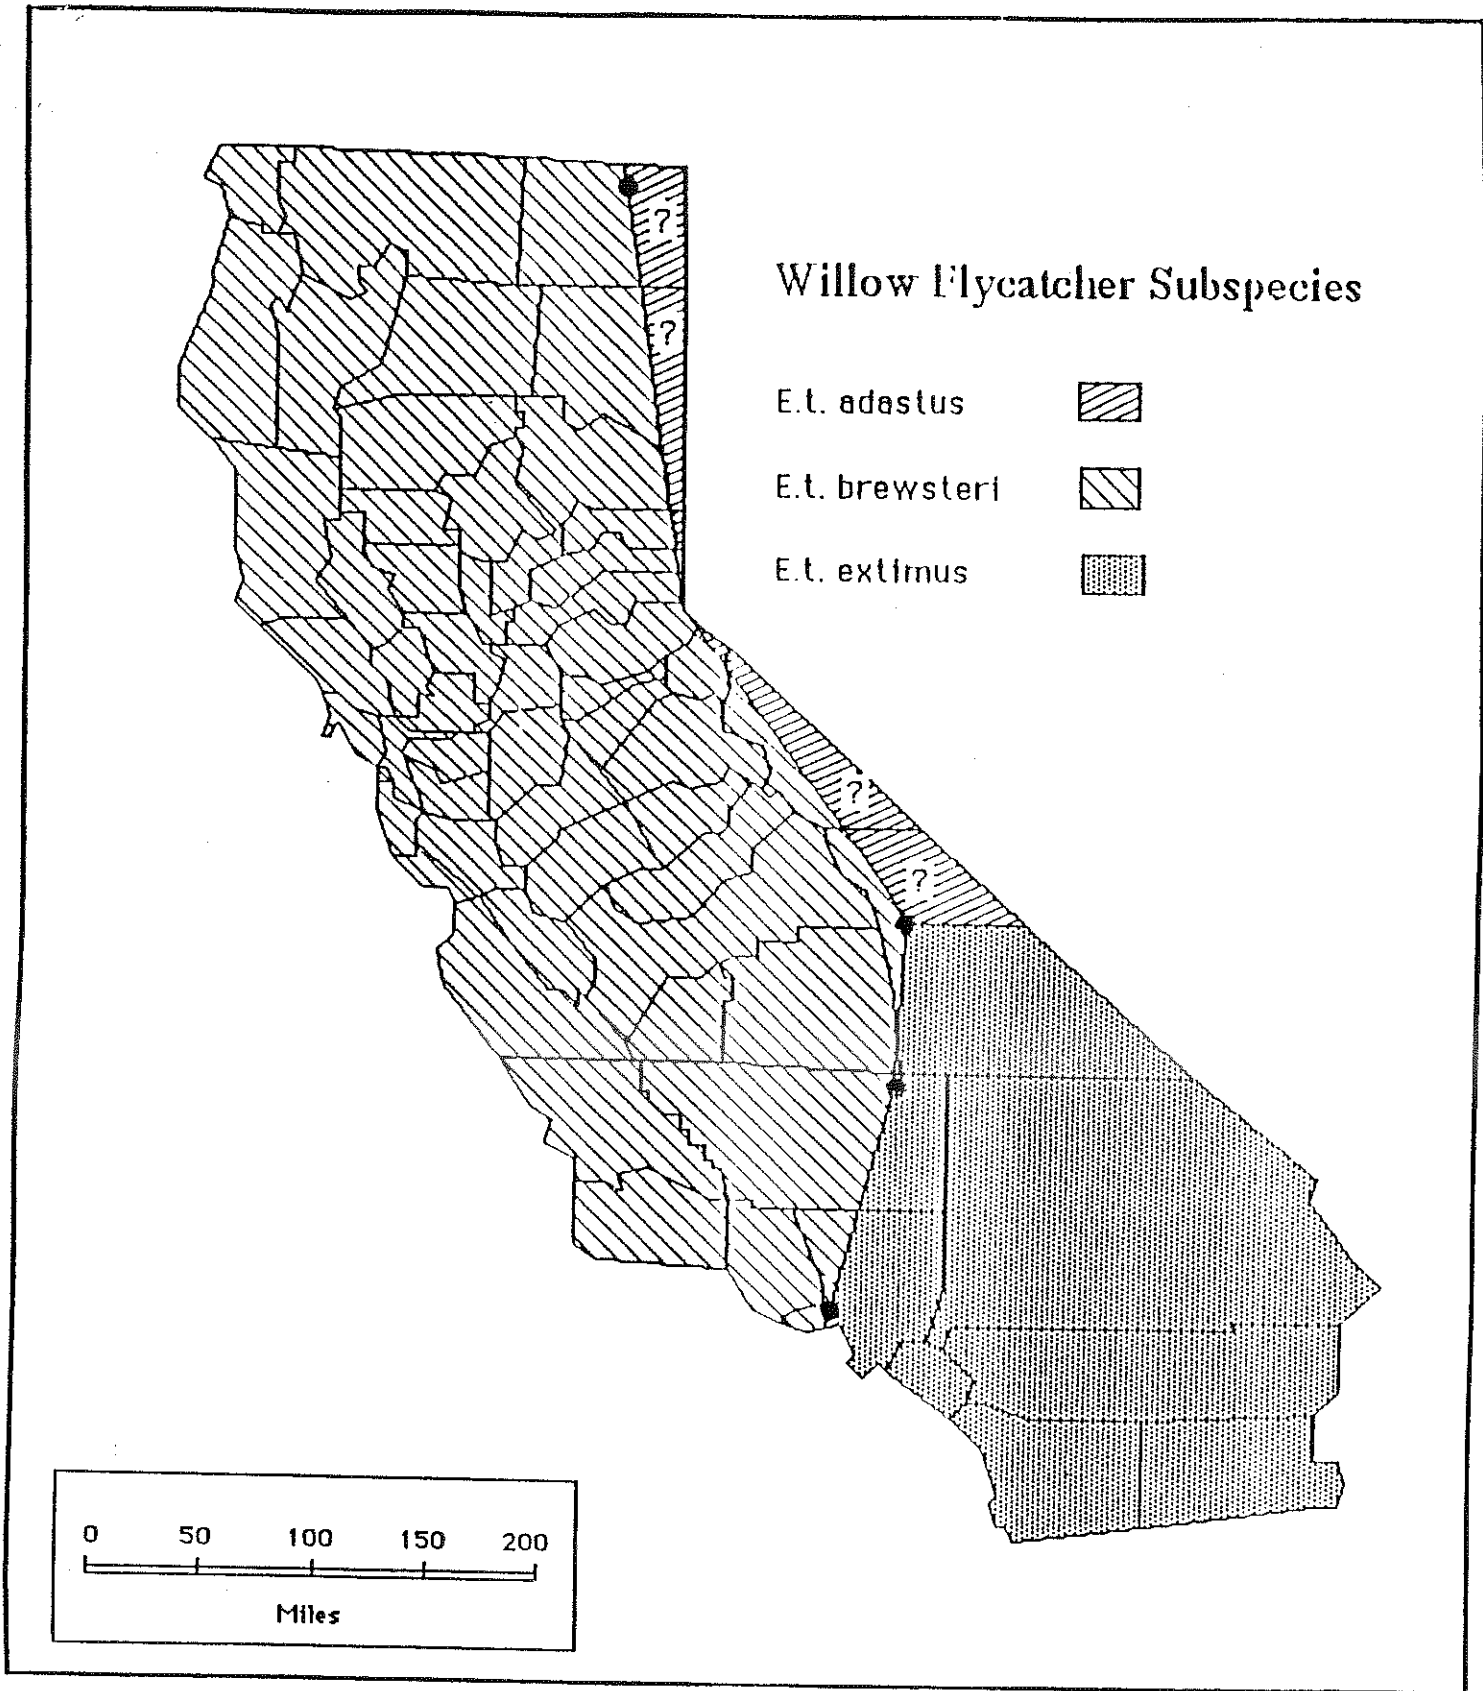 ?
Willow Flycatcher Subspecies
?
E.t. adastus
E.t. brewsteri
E.t. extimus
?
?
0 50 100 150 200
Miles